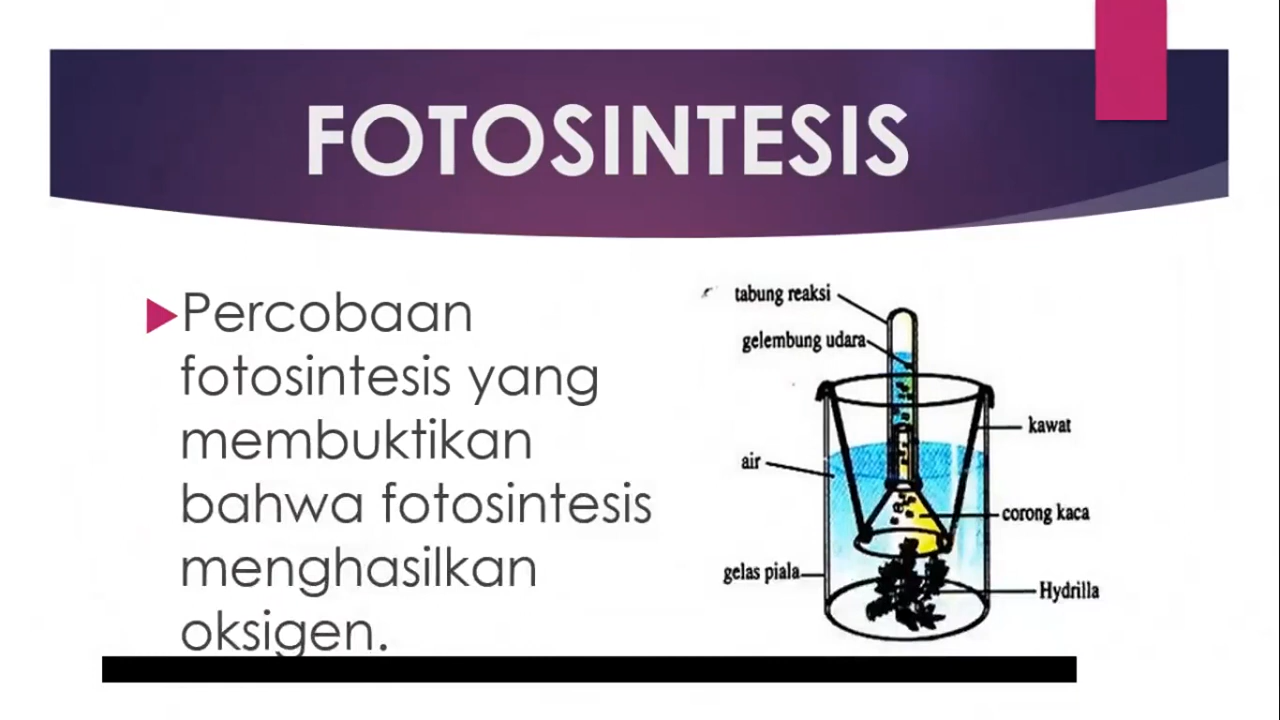 FOTOSINTESIS
Percobaan
fotosintesis yang
membuktikan
bahwa fotosintesis
menghasilkan
oksigen.
tabung reaksi
gelembung udara
kawat
air
corong kaca
gelas piala
Hydrilla